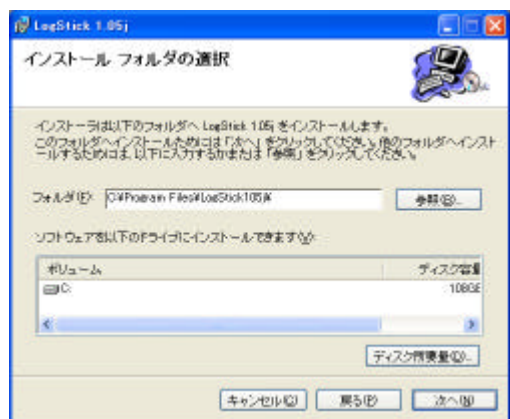 LogStick 1.05j
インストール フォルダの選択
インストーラは以下のフォルダへ LogStick 1.05j をインストールします。
このフォルダへインストールするためには「次へ」をクリックしてください。他のフォルダへインスト
ールするためには、以下に入力するかまたは「参照」をクリックしてください。
フォルダ(F):
C:¥Program Files¥LogStick105j¥
参照(R)...
ソフトウェアを以下のドライブにインストールできます(V):
ボリューム
ディスク容量
C:
108GB
ディスク所要量(D)...
キャンセル(C)
戻る(P)
次へ(N)